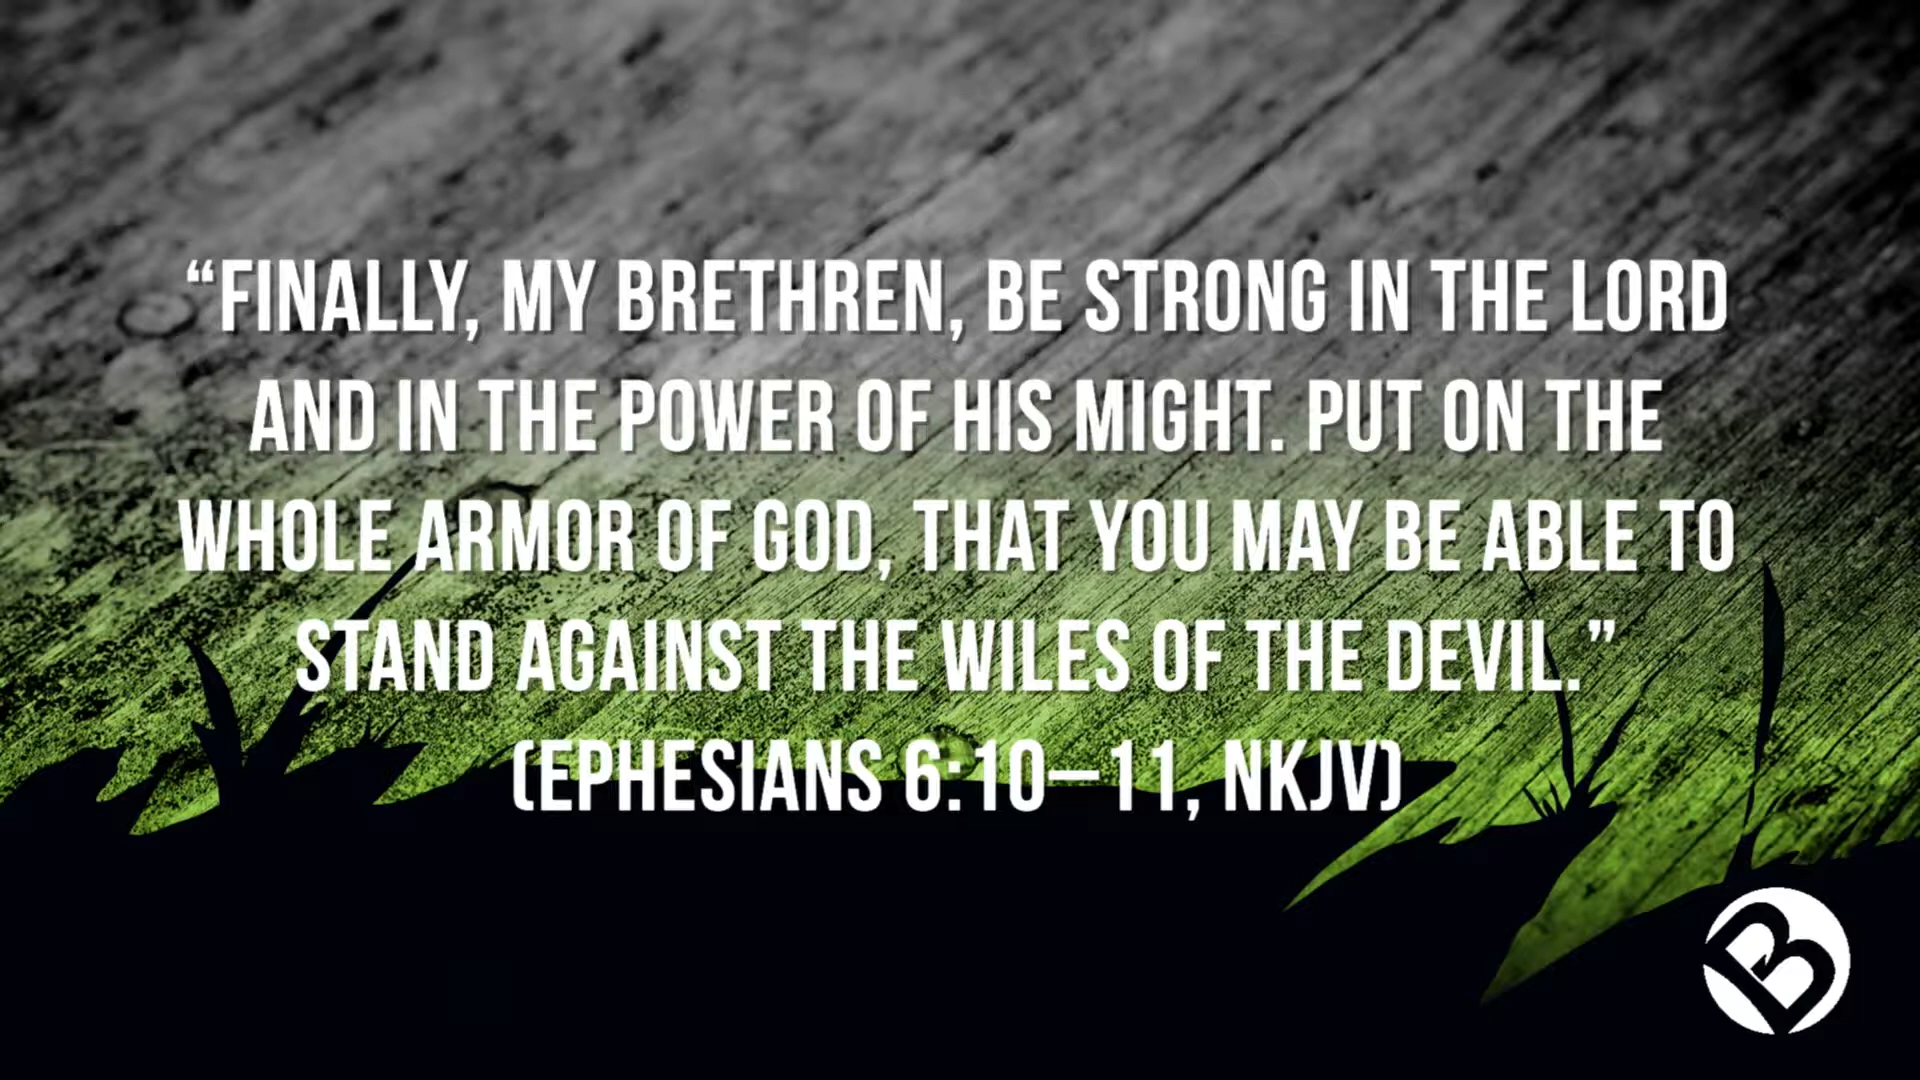 “FINALLY, MY BRETHREN, BE STRONG IN THE LORD
AND IN THE POWER OF HIS MIGHT. PUT ON THE
WHOLE ARMOR OF GOD, THAT YOU MAY BE ABLE TO
STAND AGAINST THE WILES OF THE DEVIL.”
(EPHESIANS 6:10–11, NKJV)
B